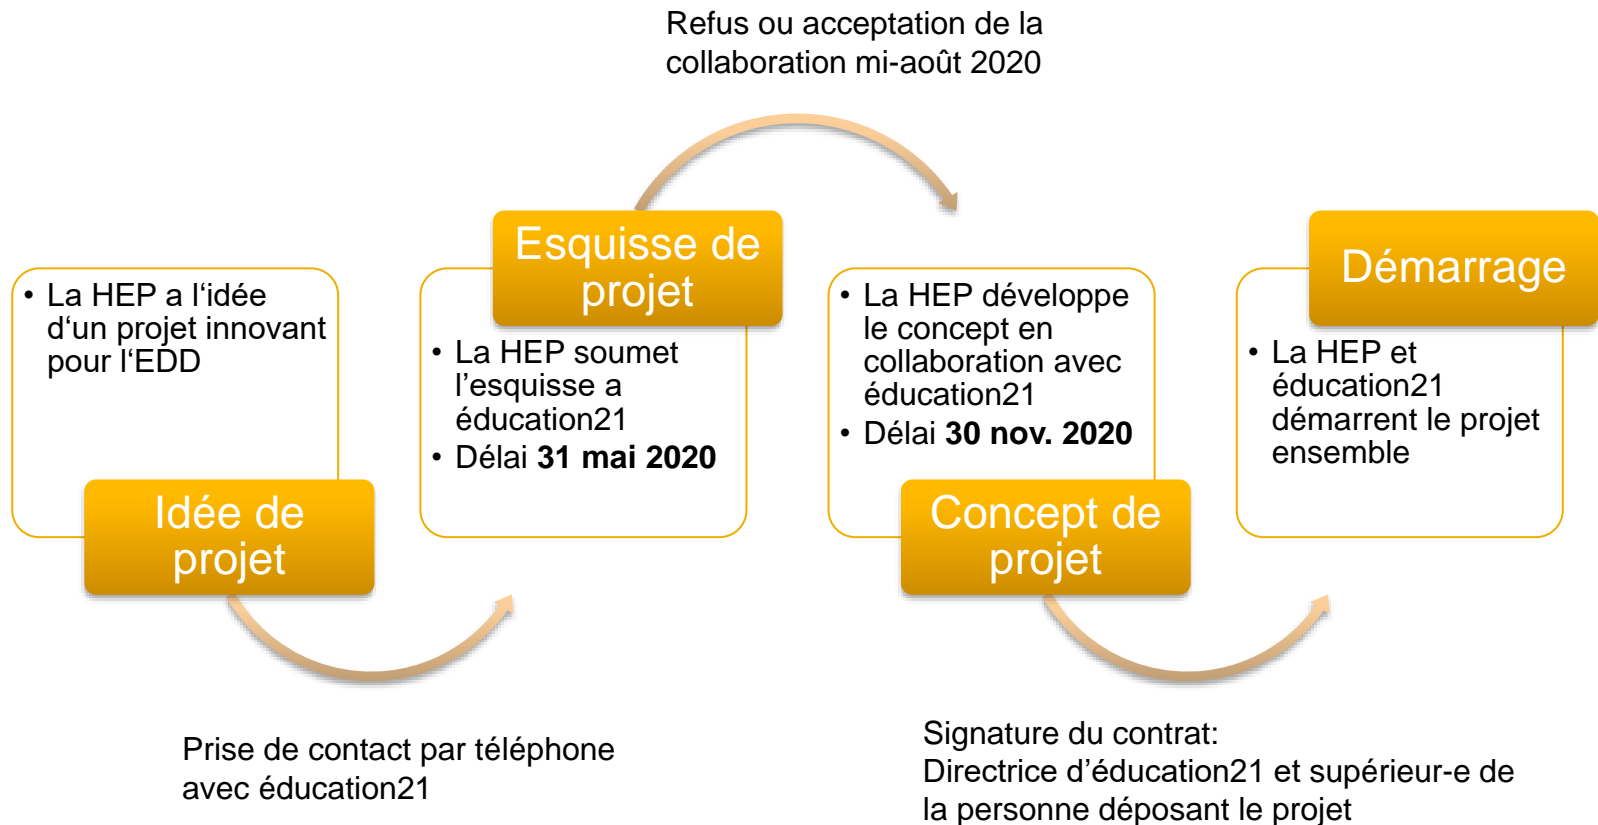 Refus ou acceptation de la
collaboration mi-août 2020
• La HEP a l‘idée
d‘un projet innovant
pour l‘EDD
Idée de
projet
Prise de contact par téléphone
avec éducation21
Esquisse de
projet
• La HEP soumet
l’esquisse a
éducation21
• Délai 31 mai 2020
• La HEP développe
le concept en
collaboration avec
éducation21
• Délai 30 nov. 2020
Concept de
projet
Signature du contrat:
Directrice d’éducation21 et supérieur-e de
la personne déposant le projet
Démarrage
• La HEP et
éducation21
démarrent le projet
ensemble